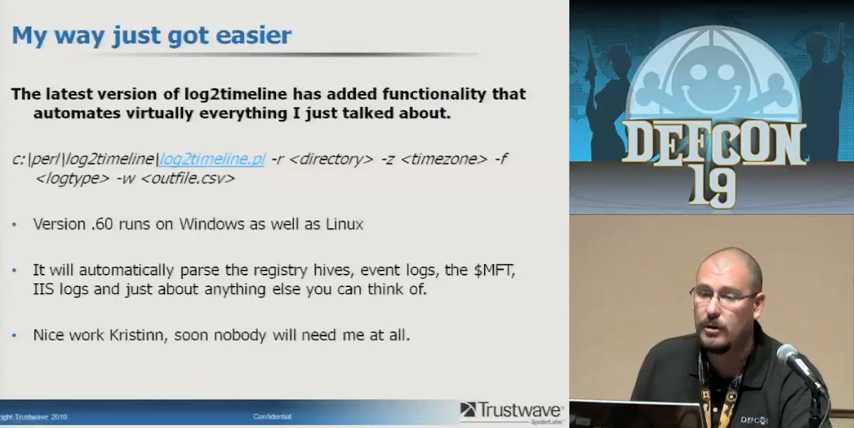 My way just got easier
The latest version of log2timeline has added functionality that
automates virtually everything I just talked about.
c:\perl\log2timeline\log2timeline.pl -r <directory> -z <timezone> -f
<logtype> -w <outfile.csv>
• Version .60 runs on Windows as well as Linux
• It will automatically parse the registry hives, event logs, the $MFT,
IIS logs and just about anything else you can think of.
• Nice work Kristinn, soon nobody will need me at all.
right Trustwave 2010
Confidential
Trustwave
SpiderLabs
DEFCON
19
DEFCON